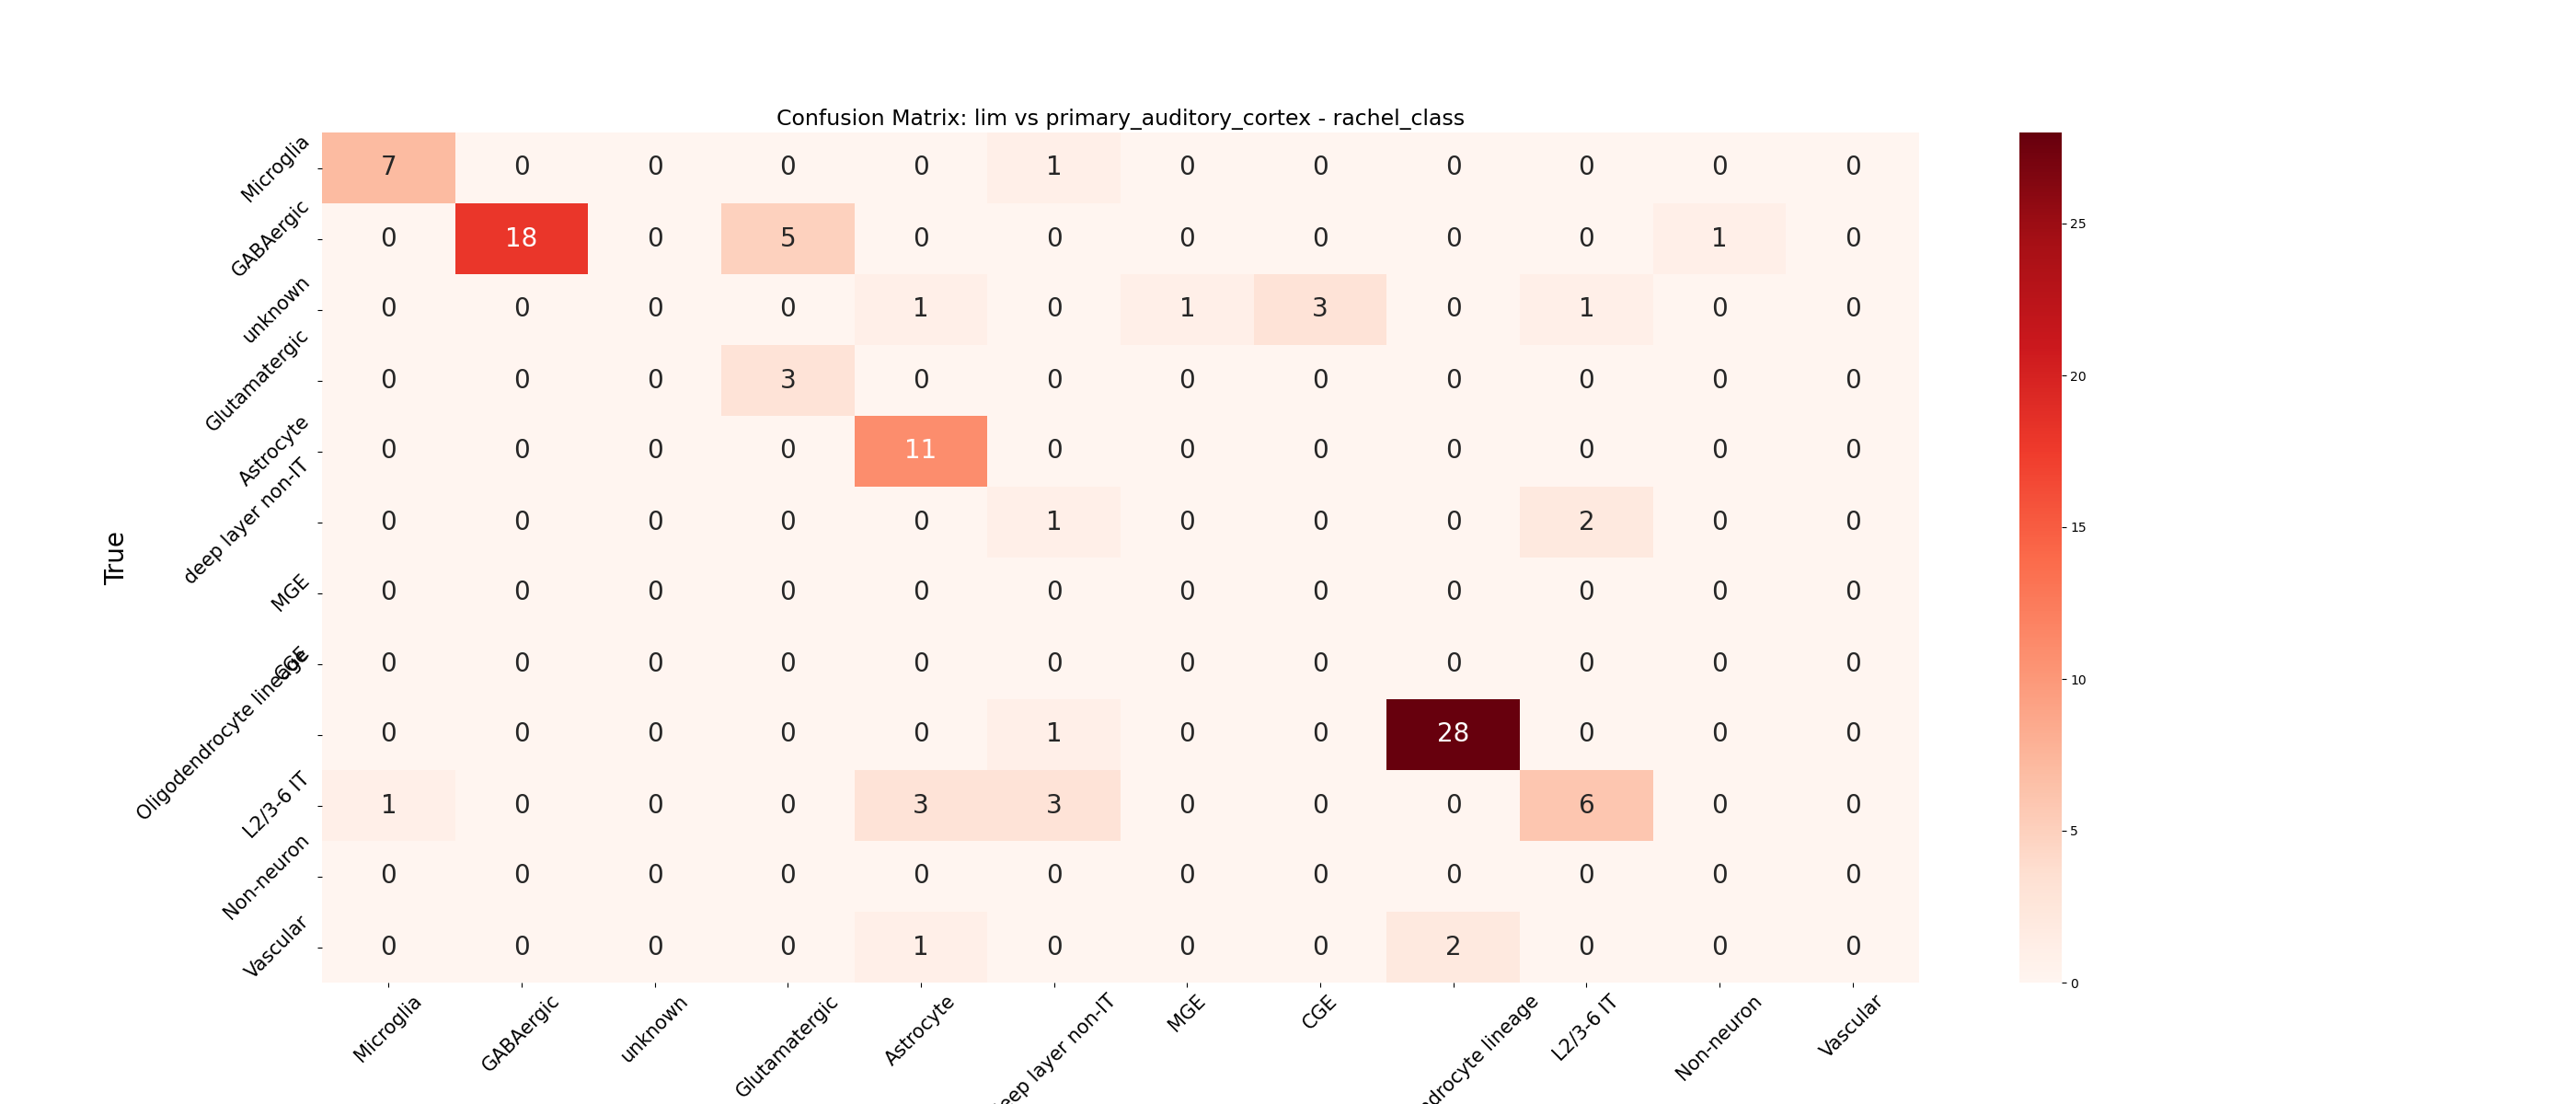 Confusion Matrix: lim vs primary_auditory_cortex - rachel_class
True
Microglia 7 0 0 0 0 1 0 0 0 0 0 0
GABAergic 0 18 0 5 0 0 0 0 0 0 1 0
unknown 0 0 0 0 1 0 1 3 0 1 0 0
Glutamatergic 0 0 0 3 0 0 0 0 0 0 0 0
Astrocyte 0 0 0 0 11 0 0 0 0 0 0 0
deep layer non-IT 0 0 0 0 0 1 0 0 0 2 0 0
MGE 0 0 0 0 0 0 0 0 0 0 0 0
CGE 0 0 0 0 0 0 0 0 0 0 0 0
Oligodendrocyte lineage 0 0 0 0 0 1 0 0 28 0 0 0
L2/3-6 IT 1 0 0 0 3 3 0 0 0 6 0 0
Non-neuron 0 0 0 0 0 0 0 0 0 0 0 0
Vascular 0 0 0 0 1 0 0 0 2 0 0 0
Microglia GABAergic unknown Glutamatergic Astrocyte eep layer non-IT MGE CGE drocyte lineage L2/3-6 IT Non-neuron Vascular
25
20
15
10
5
0